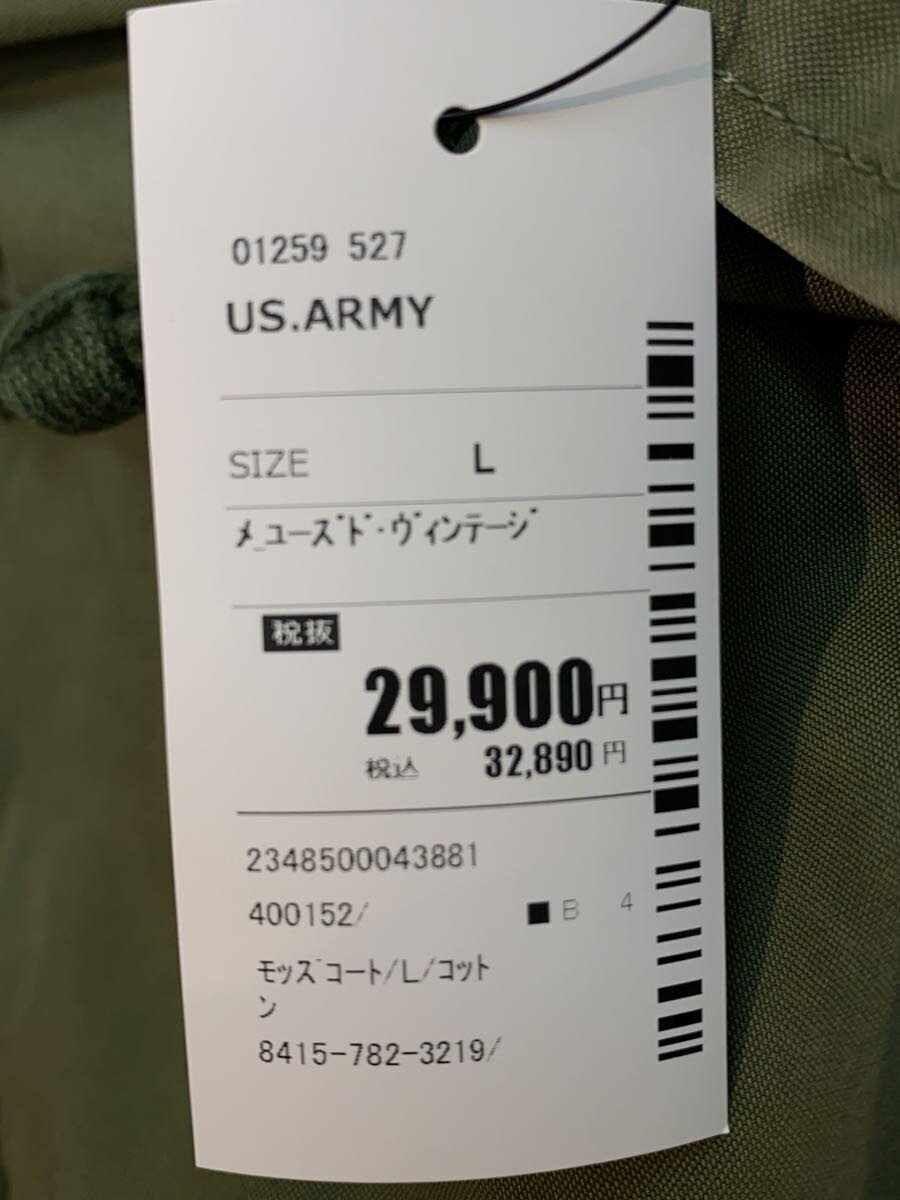 01259 527
US.ARMY
SIZE L
ﾒ_ﾕｰｽﾞﾄﾞ･ｳﾞｨﾝﾃｰｼﾞ
税抜
29,900円
税込 32,890円
2348500043881
400152/ ■B 4
ﾓｯｽﾞｺｰﾄ/L/ｺｯﾄ
ﾝ
8415-782-3219/